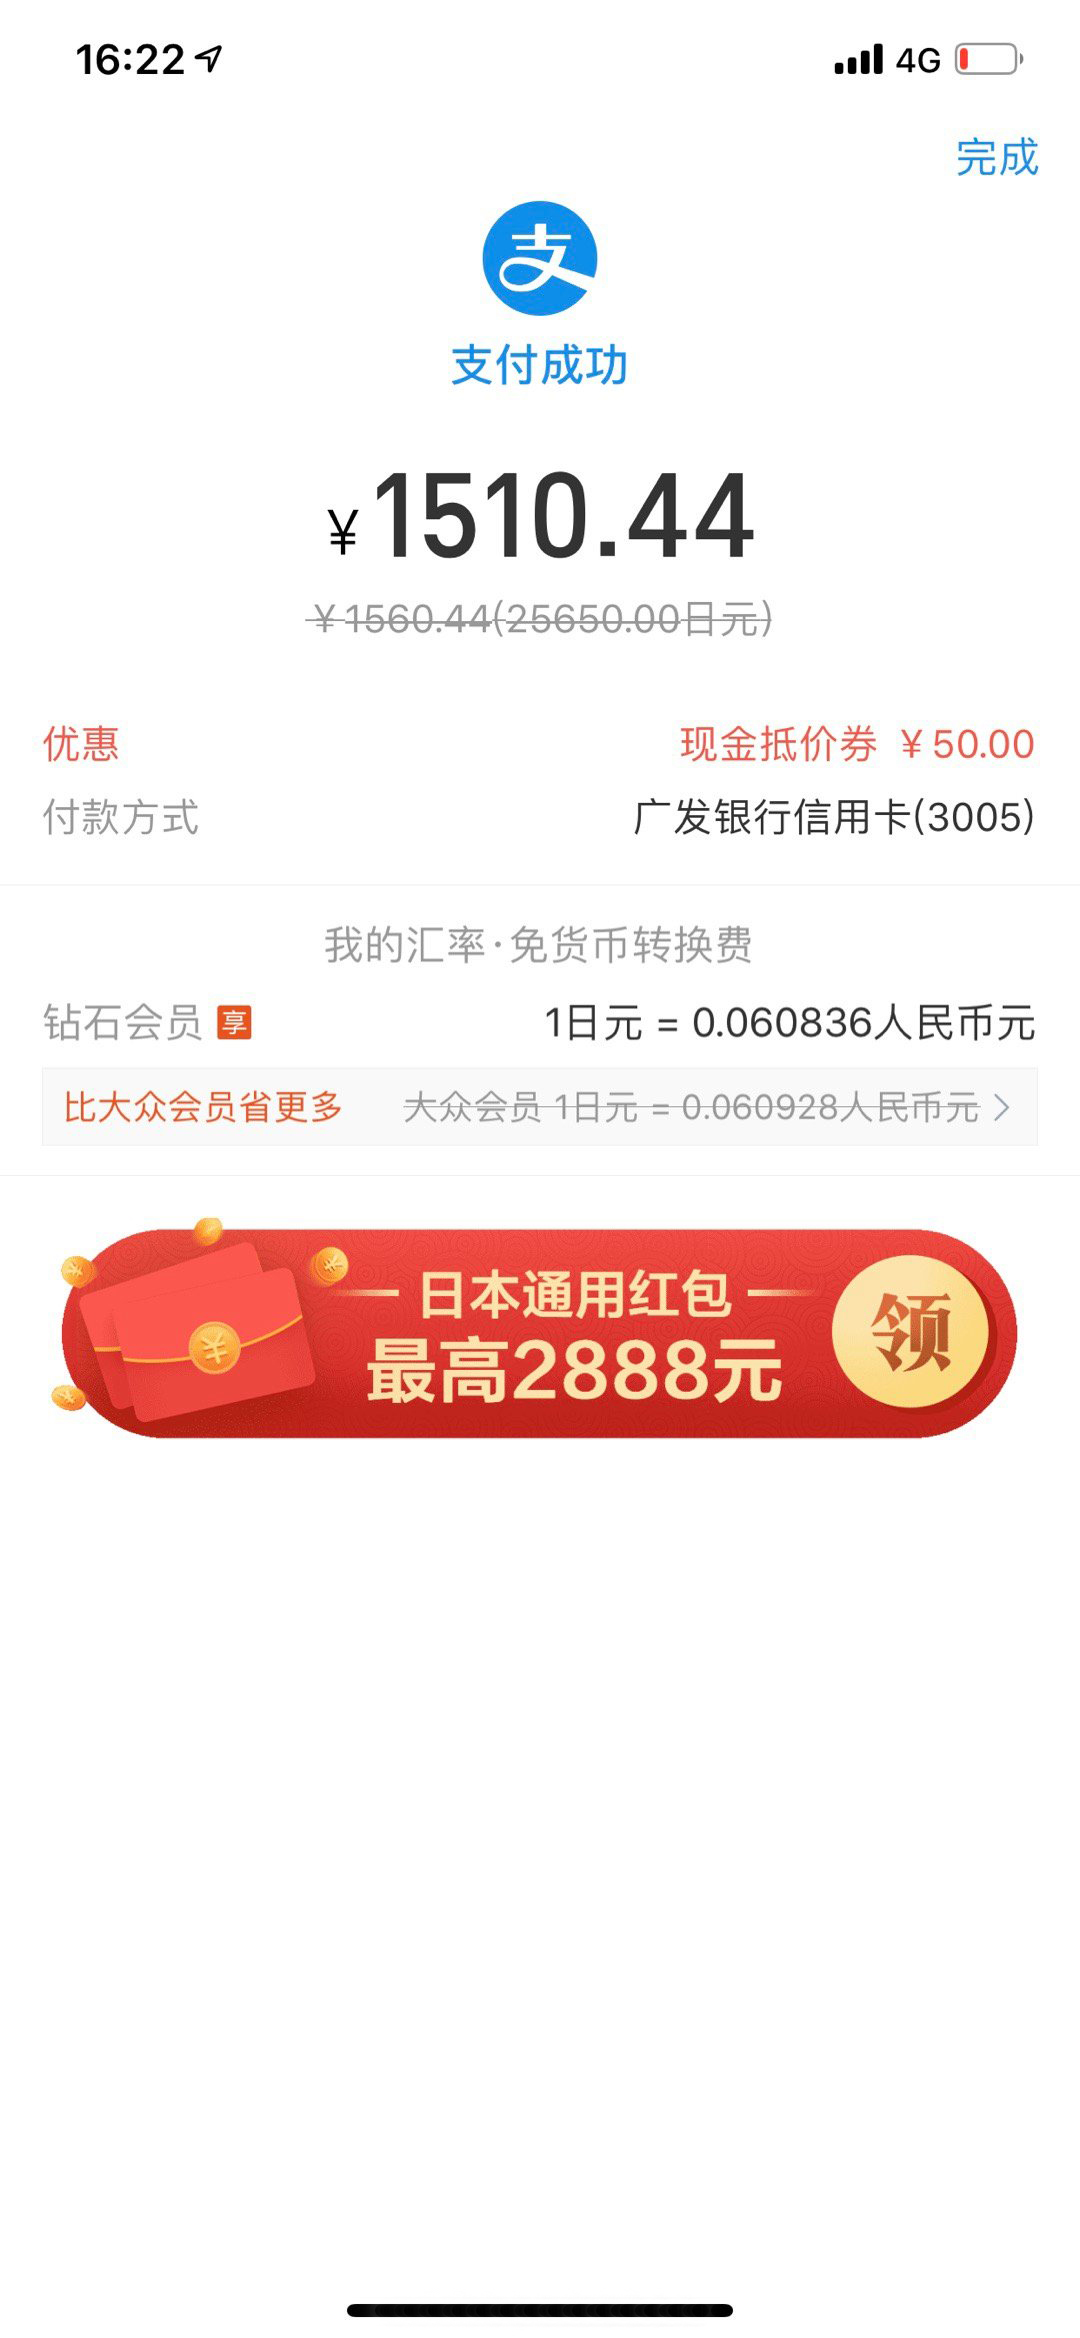 16:22
4G
完成
支付成功
¥1510.44
¥1560.44(25650.00日元)
优惠 现金抵价券 ¥50.00
付款方式 广发银行信用卡(3005)
我的汇率·免货币转换费
钻石会员 享 1日元 = 0.060836人民币元
比大众会员省更多 大众会员 1日元 = 0.060928人民币元
日本通用红包
最高2888元
领